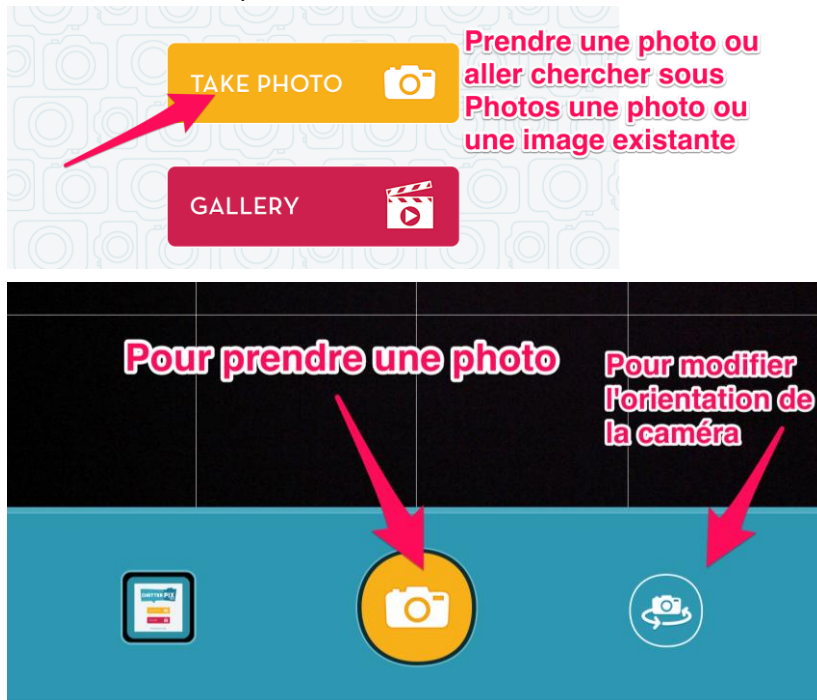 TAKE PHOTO
Prendre une photo ou
aller chercher sous
Photos une photo ou
une image existante
GALLERY
Pour prendre une photo
Pour modifier
l'orientation de
la caméra